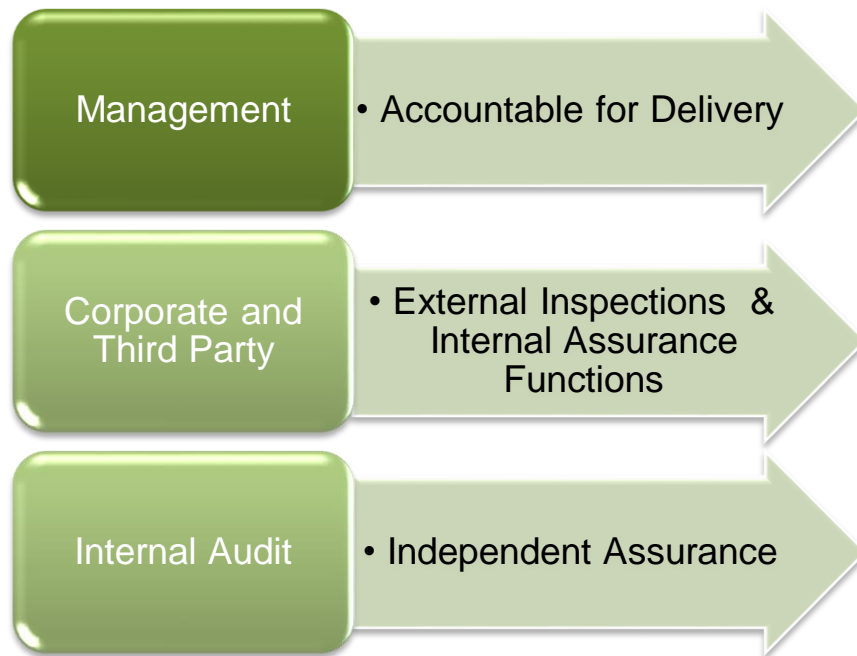 Management
• Accountable for Delivery
Corporate and
Third Party
• External Inspections &
Internal Assurance
Functions
Internal Audit
• Independent Assurance